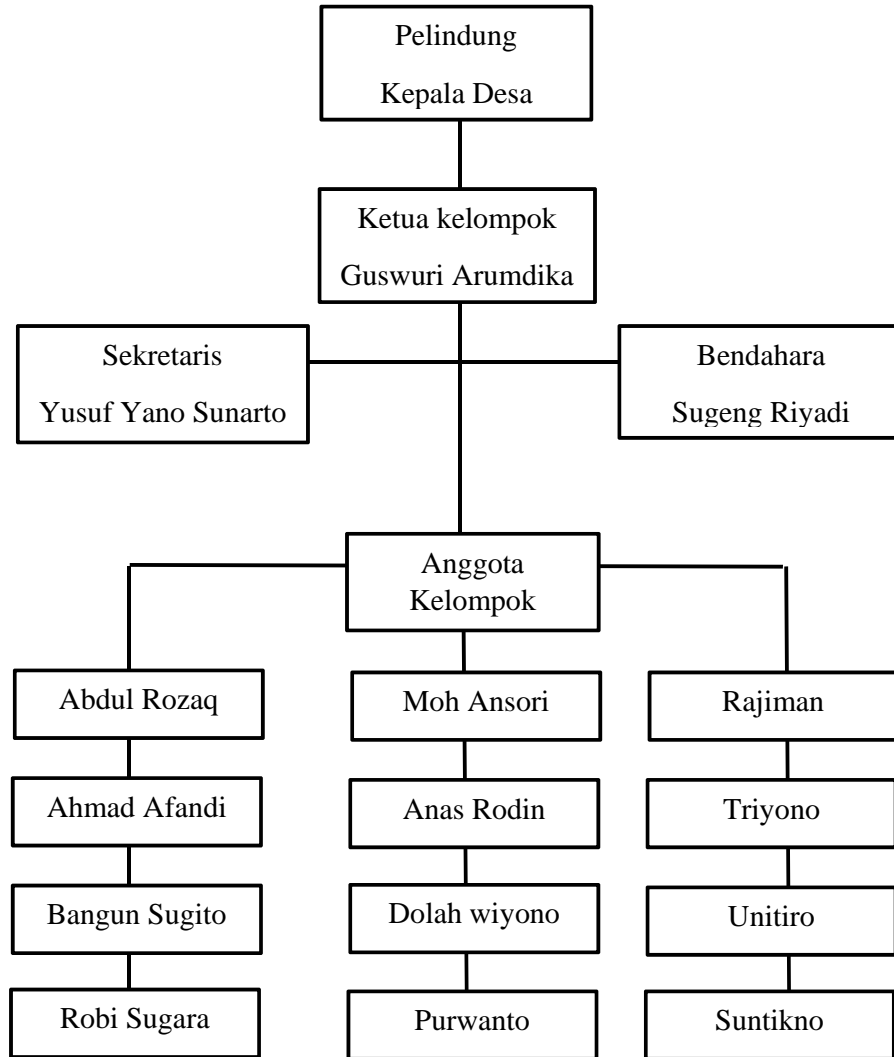 Pelindung
Kepala Desa
Ketua kelompok
Guswuri Arumdika
Sekretaris
Yusuf Yano Sunarto
Bendahara
Sugeng Riyadi
Anggota
Kelompok
Abdul Rozaq
Moh Ansori
Rajiman
Ahmad Afandi
Anas Rodin
Triyono
Bangun Sugito
Dolah wiyono
Unitiro
Robi Sugara
Purwanto
Suntikno